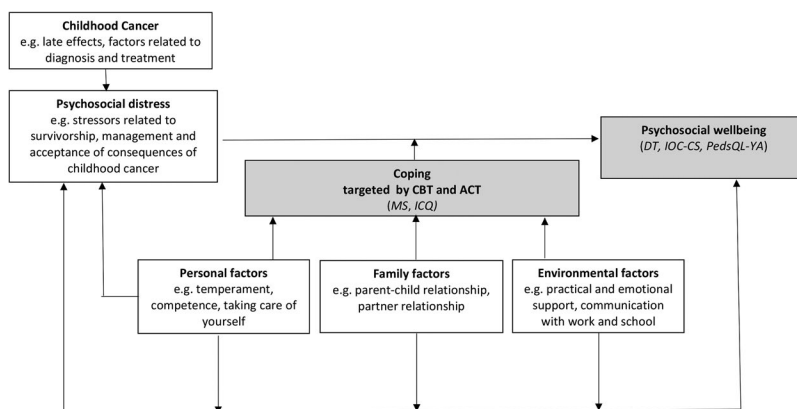 Childhood Cancer
e.g. late effects, factors related to
diagnosis and treatment
Psychosocial distress
e.g. stressors related to
survivorship, management and
acceptance of consequences of
childhood cancer
Psychosocial wellbeing
(DT, IOC-CS, PedsQL-YA)
Coping
targeted by CBT and ACT
(MS, ICQ)
Personal factors
e.g. temperament,
competence, taking care of
yourself
Family factors
e.g. parent-child relationship,
partner relationship
Environmental factors
e.g. practical and emotional
support, communication
with work and school